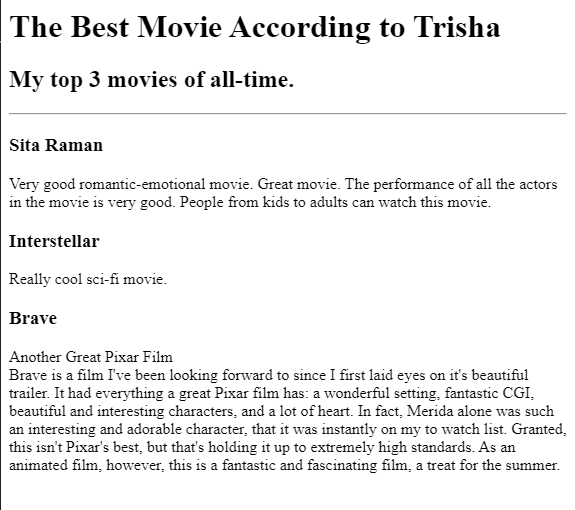 The Best Movie According to Trisha
My top 3 movies of all-time.
Sita Raman
Very good romantic-emotional movie. Great movie. The performance of all the actors
in the movie is very good. People from kids to adults can watch this movie.
Interstellar
Really cool sci-fi movie.
Brave
Another Great Pixar Film
Brave is a film I've been looking forward to since I first laid eyes on it's beautiful
trailer. It had everything a great Pixar film has: a wonderful setting, fantastic CGI,
beautiful and interesting characters, and a lot of heart. In fact, Merida alone was such
an interesting and adorable character, that it was instantly on my to watch list. Granted,
this isn't Pixar's best, but that's holding it up to extremely high standards. As an
animated film, however, this is a fantastic and fascinating film, a treat for the summer.